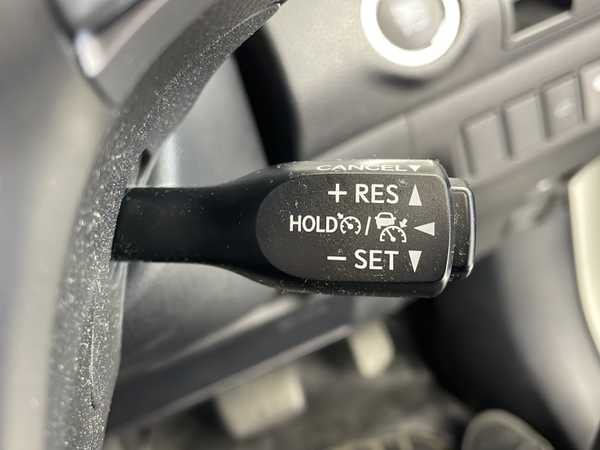 CANCEL▼
+ RES ▲
HOLD / ◀
− SET ▼